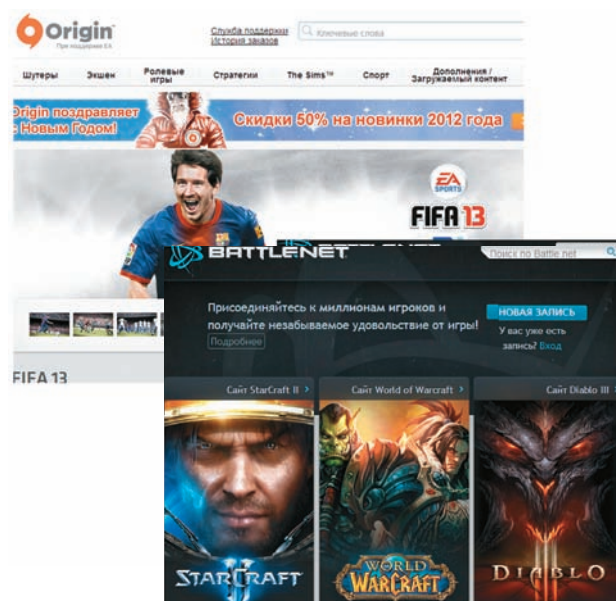 Origin
При поддержке EA
Служба поддержки
История заказов
Ключевые слова
Шутеры
Экшен
Ролевые
игры
Стратегии
The Sims™
Спорт
Дополнения /
Загружаемый контент
Origin поздравляет
с Новым Годом!
Скидки 50% на новинки 2012 года
EA
SPORTS
FIFA 13
FIFA 13
BATTLE.NET
Поиск по Battle.net
Присоединяйтесь к миллионам игроков и
получайте незабываемое удовольствие от игры!
Подробнее
НОВАЯ ЗАПИСЬ
У вас уже есть
запись? Вход
Сайт StarCraft II >
Сайт World of Warcraft >
Сайт Diablo III >
STARCRAFT
II
WORLD
OF
WARCRAFT
DIABLO
III